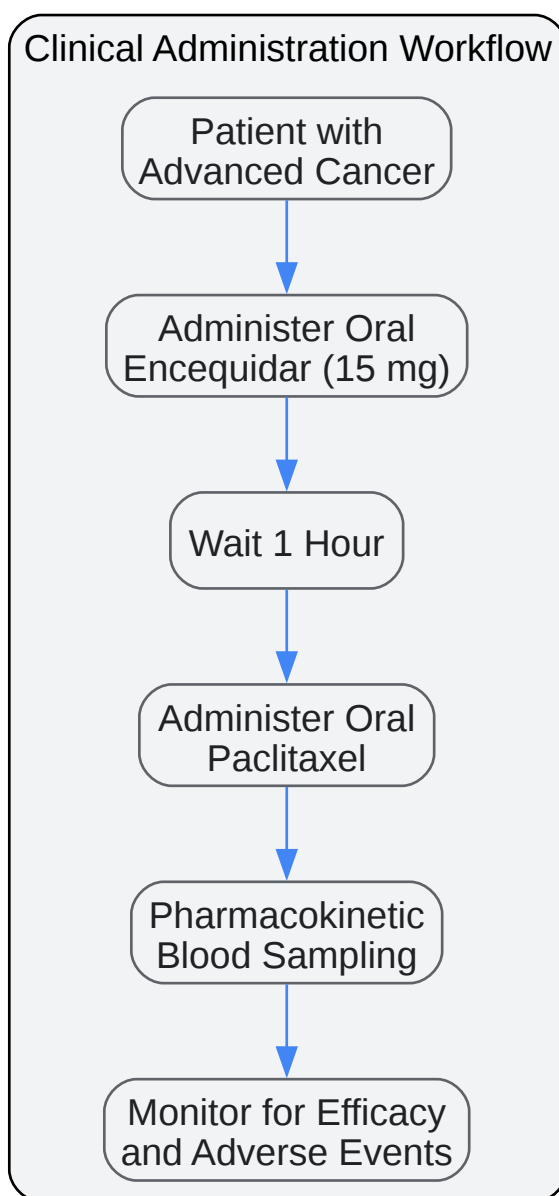 Clinical Administration Workflow
Patient with
Advanced Cancer
Administer Oral
Encequidar (15 mg)
Wait 1 Hour
Administer Oral
Paclitaxel
Pharmacokinetic
Blood Sampling
Monitor for Efficacy
and Adverse Events